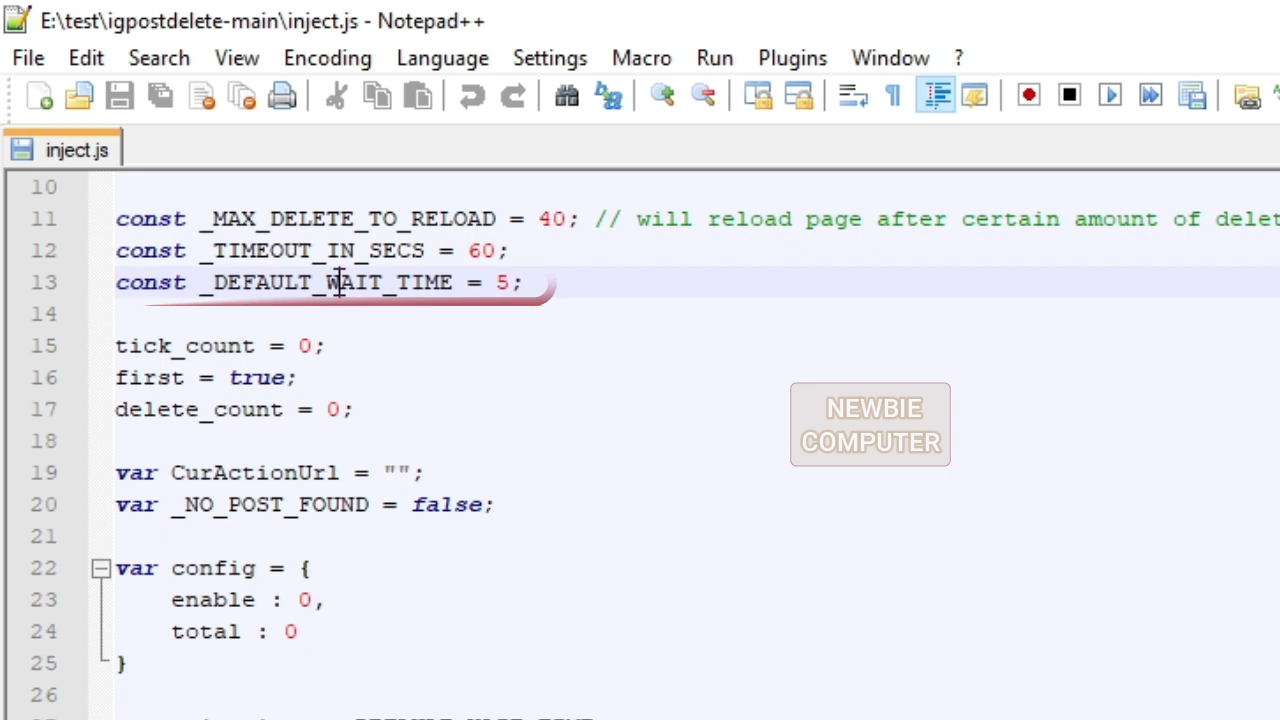 E:\test\igpostdelete-main\inject.js - Notepad++
File Edit Search View Encoding Language Settings Macro Run Plugins Window ?
inject.js
10
11 const _MAX_DELETE_TO_RELOAD = 40; // will reload page after certain amount of delet
12 const _TIMEOUT_IN_SECS = 60;
13 const _DEFAULT_WAIT_TIME = 5;
14
15 tick_count = 0;
16 first = true;
17 delete_count = 0;
18
19 var CurActionUrl = "";
20 var _NO_POST_FOUND = false;
21
22 var config = {
23 enable : 0,
24 total : 0
25 }
26
NEWBIE
COMPUTER